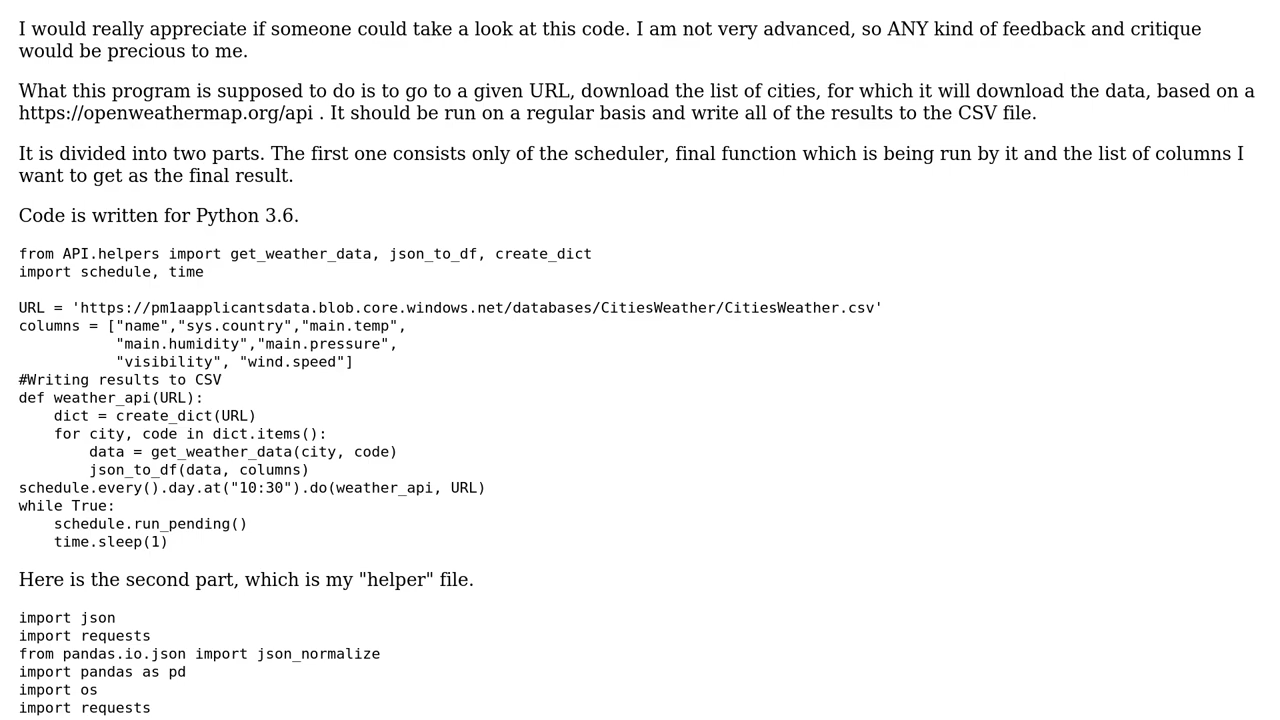 I would really appreciate if someone could take a look at this code. I am not very advanced, so ANY kind of feedback and critique
would be precious to me.
What this program is supposed to do is to go to a given URL, download the list of cities, for which it will download the data, based on a
https://openweathermap.org/api . It should be run on a regular basis and write all of the results to the CSV file.
It is divided into two parts. The first one consists only of the scheduler, final function which is being run by it and the list of columns I
want to get as the final result.
Code is written for Python 3.6.
from API.helpers import get_weather_data, json_to_df, create_dict
import schedule, time
URL = 'https://pm1aapplicantsdata.blob.core.windows.net/databases/CitiesWeather/CitiesWeather.csv'
columns = ["name","sys.country","main.temp",
           "main.humidity","main.pressure",
           "visibility", "wind.speed"]
#Writing results to CSV
def weather_api(URL):
    dict = create_dict(URL)
    for city, code in dict.items():
        data = get_weather_data(city, code)
        json_to_df(data, columns)
schedule.every().day.at("10:30").do(weather_api, URL)
while True:
    schedule.run_pending()
    time.sleep(1)
Here is the second part, which is my "helper" file.
import json
import requests
from pandas.io.json import json_normalize
import pandas as pd
import os
import requests